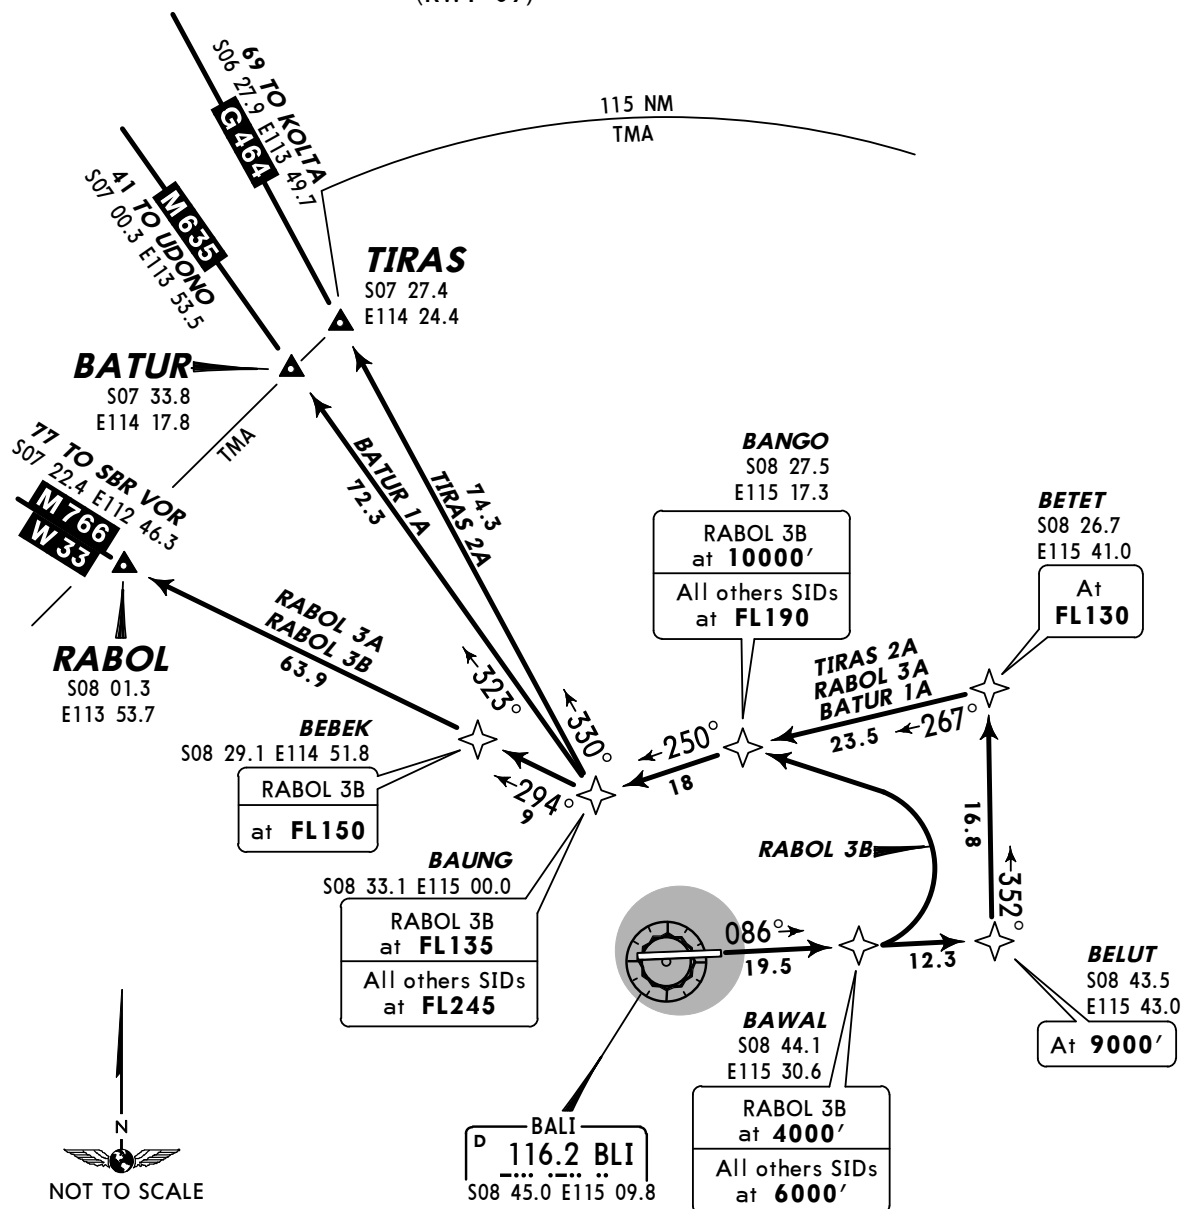 69 TO KOLTA
S06 27.9 E113 49.7
G464
115 NM
TMA
41 TO UDONO
S07 00.3 E113 53.5
M635
TIRAS
S07 27.4
E114 24.4
BATUR
S07 33.8
E114 17.8
TMA
77 TO SBR VOR
S07 22.4 E112 46.3
M766
W33
RABOL
S08 01.3
E113 53.7
BATUR 1A
72.3
74.3
TIRAS 2A
BANGO
S08 27.5
E115 17.3
RABOL 3B
at 10000′
All others SIDs
at FL190
BETET
S08 26.7
E115 41.0
At
FL130
RABOL 3A
RABOL 3B
63.9
323°
330°
TIRAS 2A
RABOL 3A
BATUR 1A
23.5
267°
250°
18
BEBEK
S08 29.1 E114 51.8
RABOL 3B
at FL150
294°
9
BAUNG
S08 33.1 E115 00.0
RABOL 3B
at FL135
All others SIDs
at FL245
RABOL 3B
16.8
352°
086°
19.5
12.3
BELUT
S08 43.5
E115 43.0
At 9000′
BAWAL
S08 44.1
E115 30.6
RABOL 3B
at 4000′
All others SIDs
at 6000′
BALI
D 116.2 BLI
S08 45.0 E115 09.8
N
NOT TO SCALE